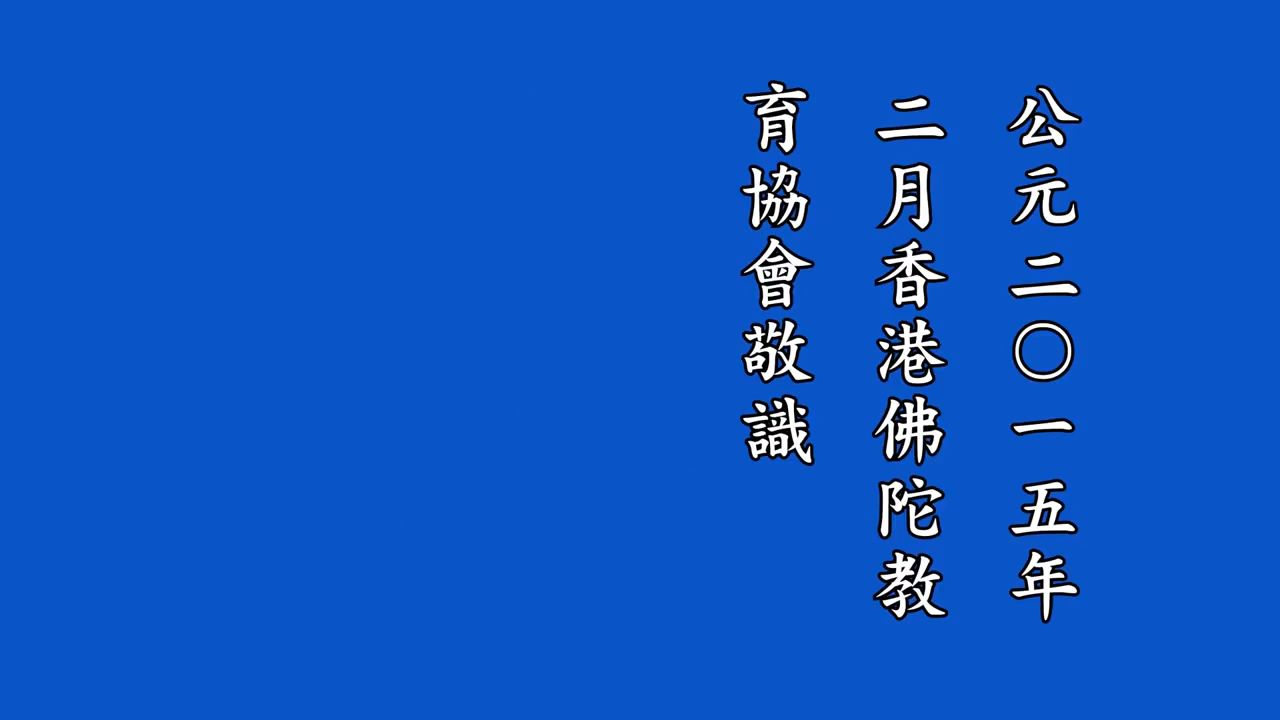 公元二〇一五年
二月香港佛陀教
育協會敬識